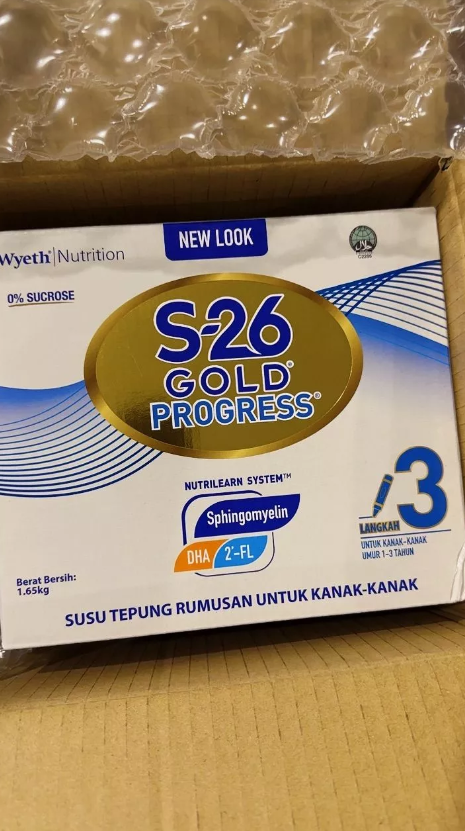 NEW LOOK
Wyeth | Nutrition
0% SUCROSE
S-26
GOLD®
PROGRESS®
NUTRILEARN SYSTEM™
Sphingomyelin
DHA
2'-FL
3
LANGKAH
UNTUK KANAK-KANAK
UMUR 1-3 TAHUN
Berat Bersih:
1.65kg
SUSU TEPUNG RUMUSAN UNTUK KANAK-KANAK